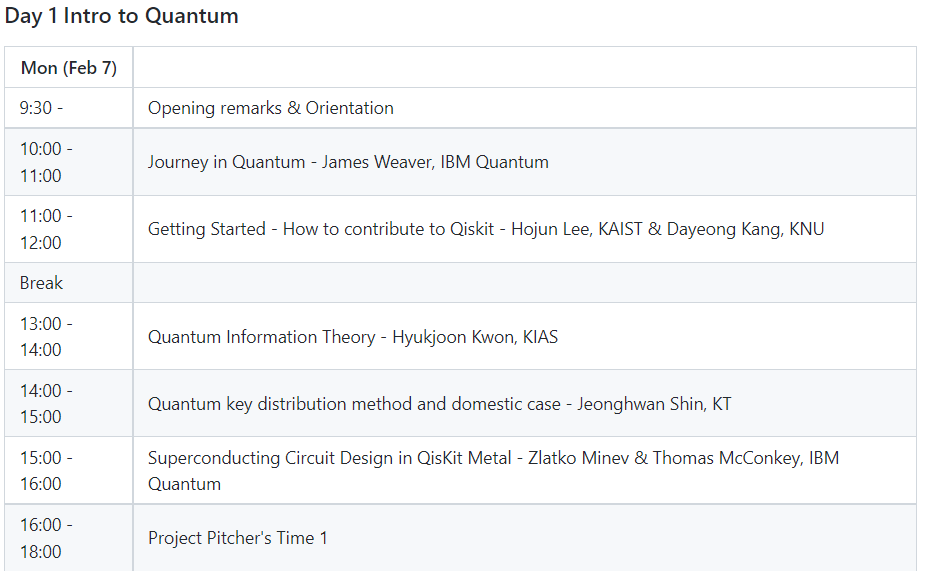 Day 1 Intro to Quantum
Mon (Feb 7)
9:30 -
Opening remarks & Orientation
10:00 -
11:00
Journey in Quantum - James Weaver, IBM Quantum
11:00 -
12:00
Getting Started - How to contribute to Qiskit - Hojun Lee, KAIST & Dayeong Kang, KNU
Break
13:00 -
14:00
Quantum Information Theory - Hyukjoon Kwon, KIAS
14:00 -
15:00
Quantum key distribution method and domestic case - Jeonghwan Shin, KT
15:00 -
16:00
Superconducting Circuit Design in QisKit Metal - Zlatko Minev & Thomas McConkey, IBM
Quantum
16:00 -
18:00
Project Pitcher's Time 1